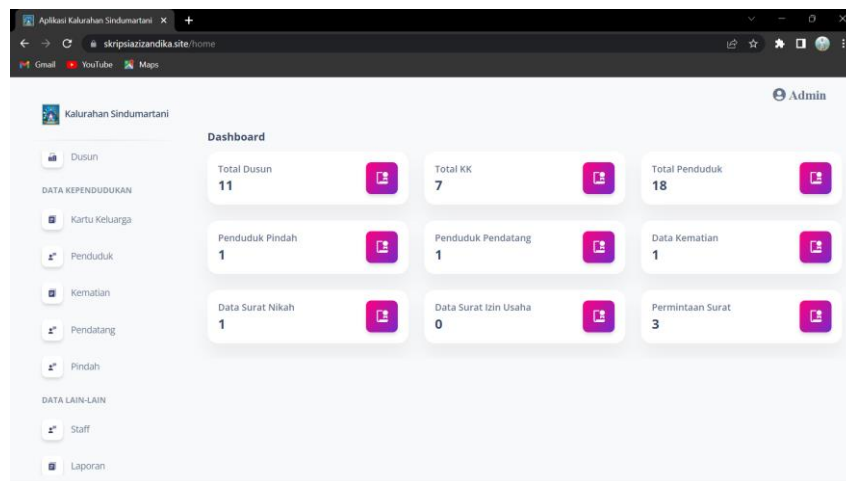 Aplikasi Kalurahan Sindumartani
skripsiazizandika.site/home
Gmail YouTube Maps
Admin
Kalurahan Sindumartani
Dusun
DATA KEPENDUDUKAN
Kartu Keluarga
Penduduk
Kematian
Pendatang
Pindah
DATA LAIN-LAIN
Staff
Laporan
Dashboard
Total Dusun
11
Total KK
7
Total Penduduk
18
Penduduk Pindah
1
Penduduk Pendatang
1
Data Kematian
1
Data Surat Nikah
1
Data Surat Izin Usaha
0
Permintaan Surat
3